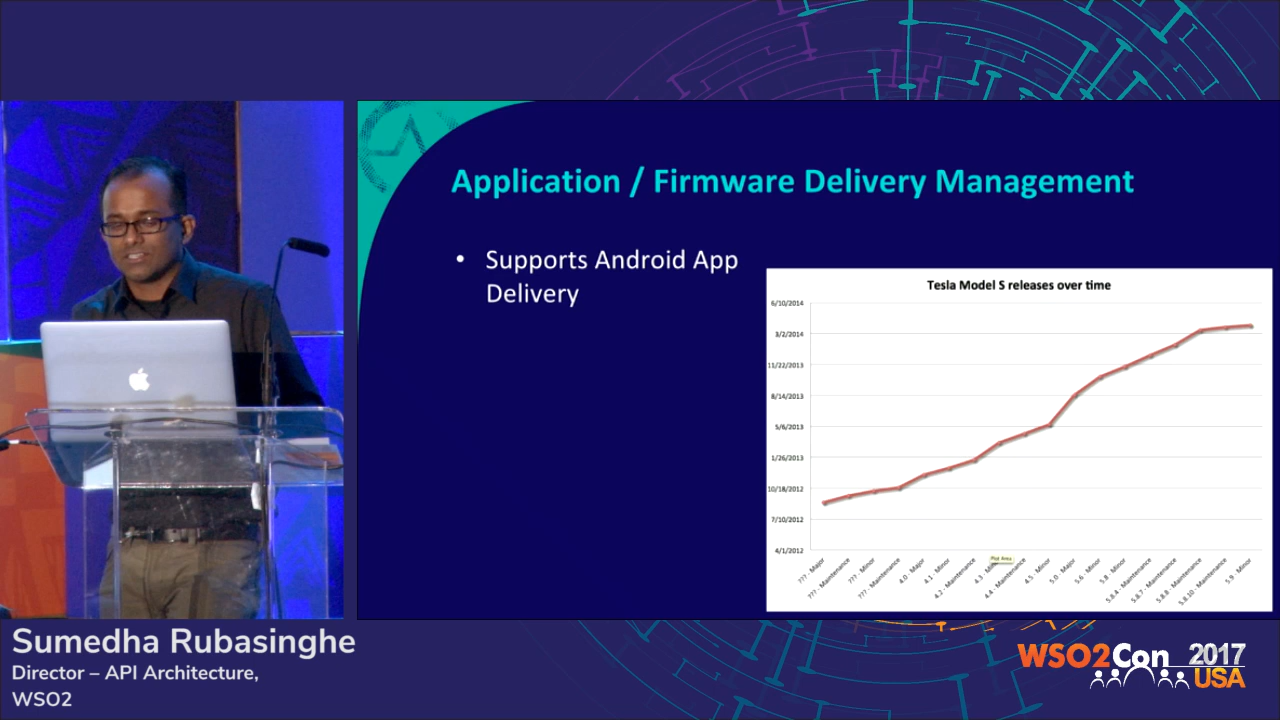 Application / Firmware Delivery Management
• Supports Android App
Delivery
Tesla Model S releases over time
6/10/2014
3/2/2014
11/22/2013
8/14/2013
5/6/2013
1/26/2013
10/18/2012
7/10/2012
4/1/2012
??? - Major
??? - Maintenance
??? - Minor
??? - Maintenance
4.0 - Major
4.1 - Minor
4.2 - Maintenance
4.3 - Minor
4.4 - Maintenance
4.5 - Minor
5.0 - Major
5.6 - Minor
5.8 - Minor
5.8.4 - Maintenance
5.8.7 - Maintenance
5.8.8 - Maintenance
5.8.10 - Maintenance
5.9 - Minor
Plot Area
Sumedha Rubasinghe
Director – API Architecture,
WSO2
WSO2Con 2017
USA